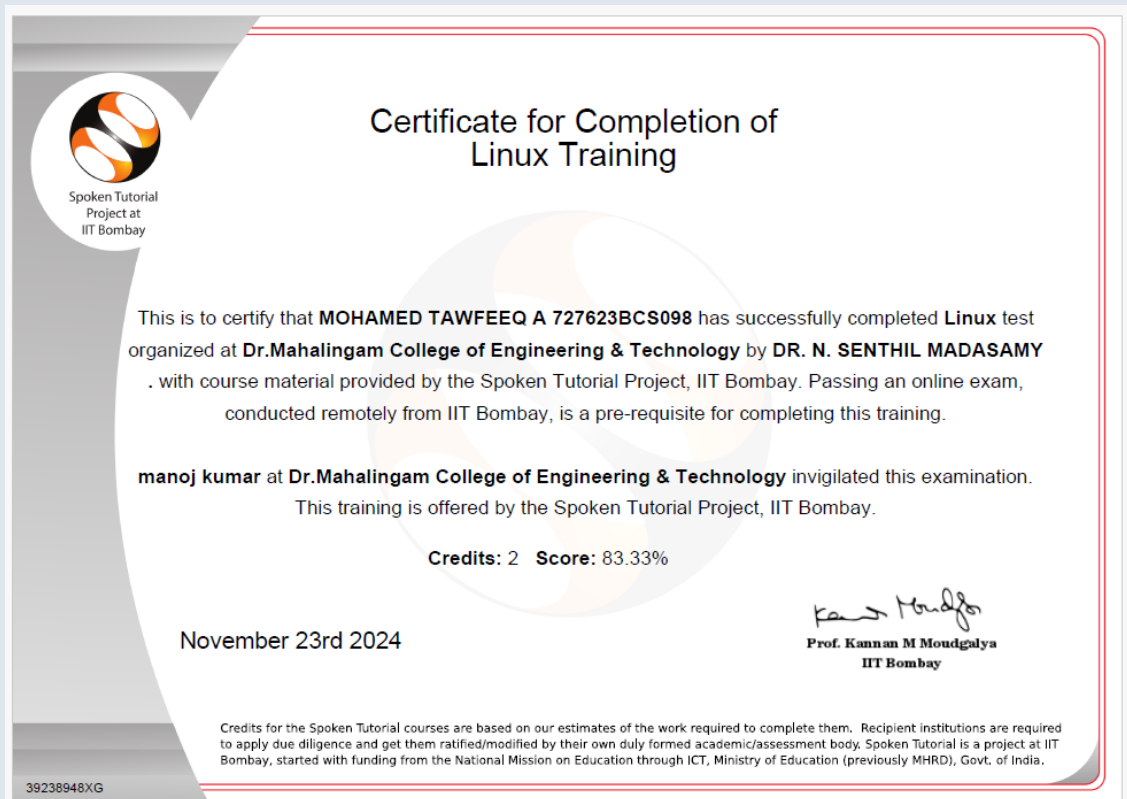 Spoken Tutorial
Project at
IIT Bombay
Certificate for Completion of
Linux Training
This is to certify that MOHAMED TAWFEEQ A 727623BCS098 has successfully completed Linux test
organized at Dr.Mahalingam College of Engineering & Technology by DR. N. SENTHIL MADASAMY
. with course material provided by the Spoken Tutorial Project, IIT Bombay. Passing an online exam,
conducted remotely from IIT Bombay, is a pre-requisite for completing this training.
manoj kumar at Dr.Mahalingam College of Engineering & Technology invigilated this examination.
This training is offered by the Spoken Tutorial Project, IIT Bombay.
Credits: 2 Score: 83.33%
November 23rd 2024
Prof. Kannan M Moudgalya
IIT Bombay
Credits for the Spoken Tutorial courses are based on our estimates of the work required to complete them. Recipient institutions are required
to apply due diligence and get them ratified/modified by their own duly formed academic/assessment body. Spoken Tutorial is a project at IIT
Bombay, started with funding from the National Mission on Education through ICT, Ministry of Education (previously MHRD), Govt. of India.
39238948XG